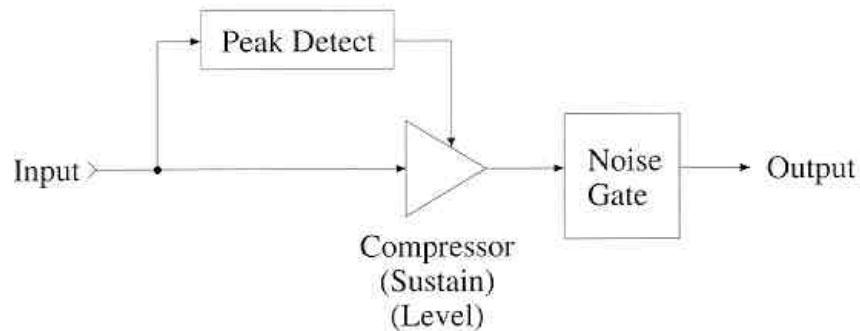 Peak Detect
Input
Noise
Gate
Output
Compressor
(Sustain)
(Level)